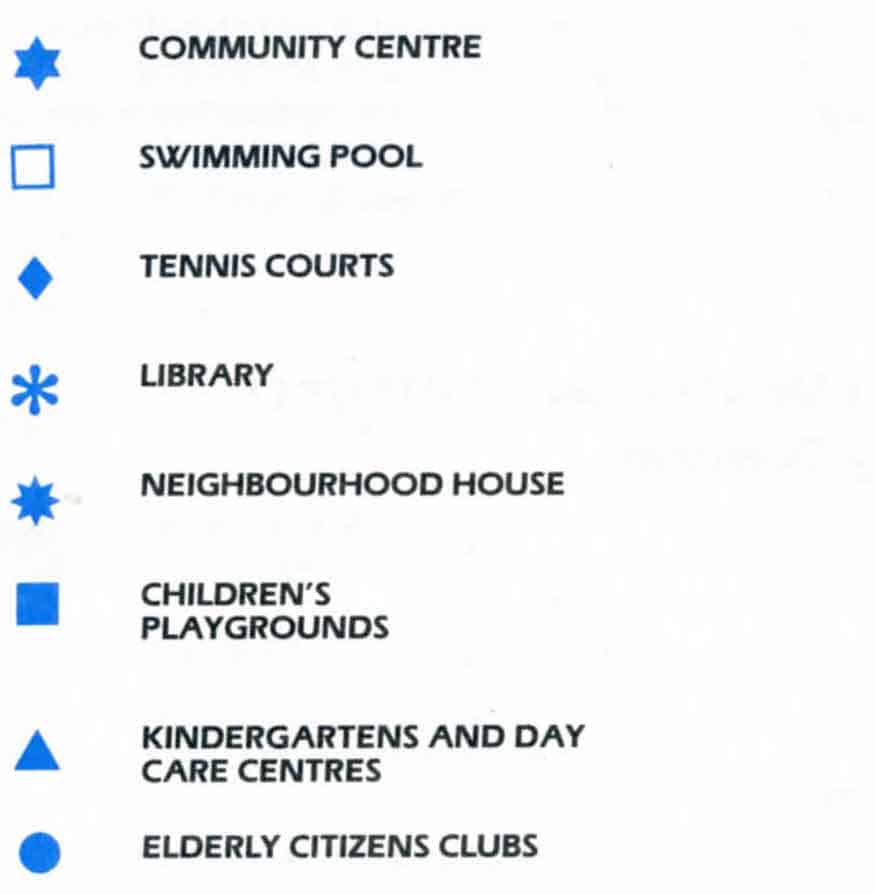 COMMUNITY CENTRE
SWIMMING POOL
TENNIS COURTS
LIBRARY
NEIGHBOURHOOD HOUSE
CHILDREN'S
PLAYGROUNDS
KINDERGARTENS AND DAY
CARE CENTRES
ELDERLY CITIZENS CLUBS